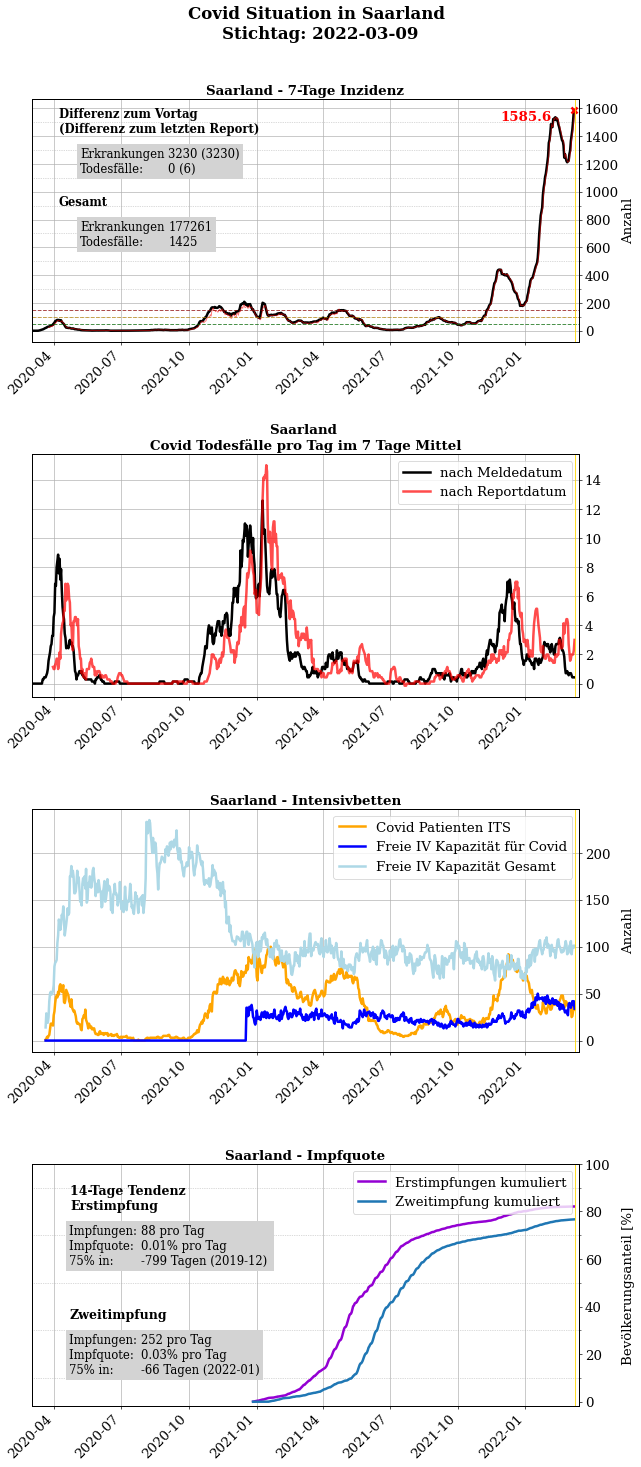 Covid Situation in Saarland
Stichtag: 2022-03-09
Saarland - 7-Tage Inzidenz
Differenz zum Vortag
(Differenz zum letzten Report)
Erkrankungen 3230 (3230)
Todesfälle: 0 (6)
Gesamt
Erkrankungen 177261
Todesfälle: 1425
1585.6
1600
1400
1200
1000
800
600
400
200
0
Anzahl
2020-04
2020-07
2020-10
2021-01
2021-04
2021-07
2021-10
2022-01
Saarland
Covid Todesfälle pro Tag im 7 Tage Mittel
nach Meldedatum
nach Reportdatum
14
12
10
8
6
4
2
0
2020-04
2020-07
2020-10
2021-01
2021-04
2021-07
2021-10
2022-01
Saarland - Intensivbetten
Covid Patienten ITS
Freie IV Kapazität für Covid
Freie IV Kapazität Gesamt
200
150
100
50
0
Anzahl
2020-04
2020-07
2020-10
2021-01
2021-04
2021-07
2021-10
2022-01
Saarland - Impfquote
14-Tage Tendenz
Erstimpfung
Impfungen: 88 pro Tag
Impfquote: 0.01% pro Tag
75% in: -799 Tagen (2019-12)
Zweitimpfung
Impfungen: 252 pro Tag
Impfquote: 0.03% pro Tag
75% in: -66 Tagen (2022-01)
Erstimpfungen kumuliert
Zweitimpfung kumuliert
100
80
60
40
20
0
Bevölkerungsanteil [%]
2020-04
2020-07
2020-10
2021-01
2021-04
2021-07
2021-10
2022-01